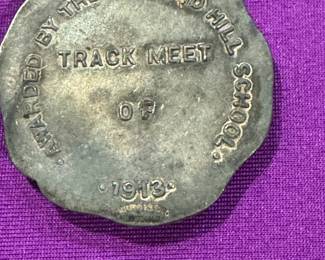 · AWARDED BY THE D HILL SCHOOL ·
TRACK MEET
OF
· 1913 ·